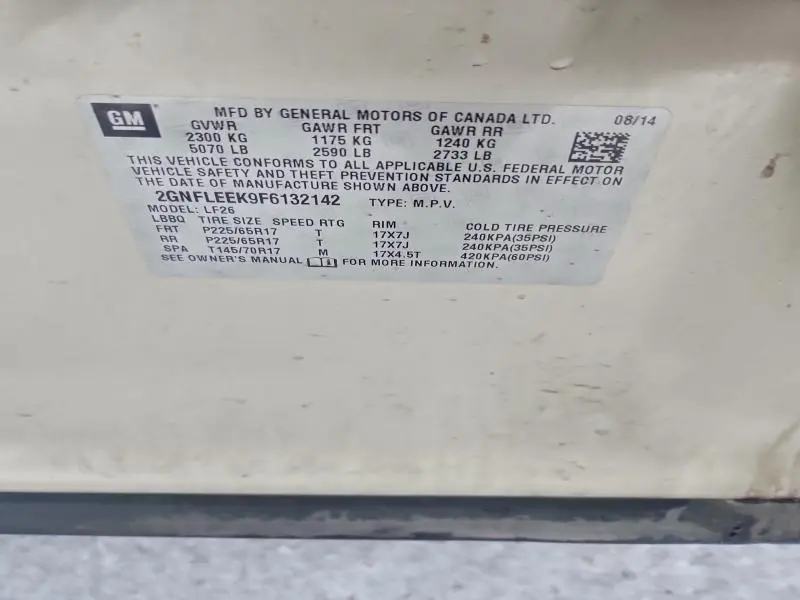 GM MFD BY GENERAL MOTORS OF CANADA LTD. 08/14
GVWR GAWR FRT GAWR RR
2300 KG 1175 KG 1240 KG
5070 LB 2590 LB 2733 LB
THIS VEHICLE CONFORMS TO ALL APPLICABLE U.S. FEDERAL MOTOR
VEHICLE SAFETY AND THEFT PREVENTION STANDARDS IN EFFECT ON
THE DATE OF MANUFACTURE SHOWN ABOVE.
2GNFLEEK9F6132142 TYPE: M.P.V.
MODEL: LF26
LBBQ TIRE SIZE SPEED RTG RIM COLD TIRE PRESSURE
FRT P225/65R17 T 17X7J 240KPA(35PSI)
RR P225/65R17 T 17X7J 240KPA(35PSI)
SPA T145/70R17 M 17X4.5T 420KPA(60PSI)
SEE OWNER'S MANUAL FOR MORE INFORMATION.